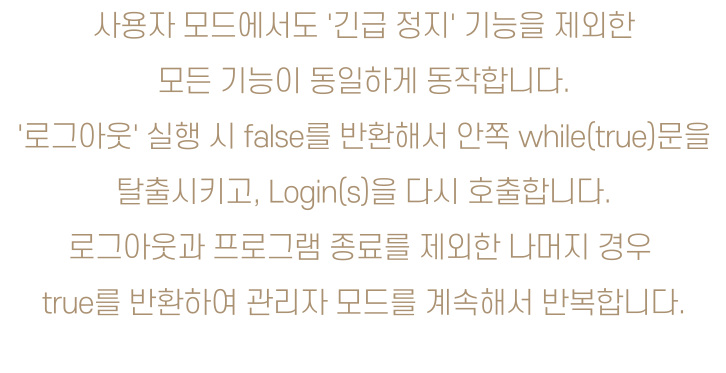 사용자 모드에서도 '긴급 정지' 기능을 제외한
모든 기능이 동일하게 동작합니다.
'로그아웃' 실행 시 false를 반환해서 안쪽 while(true)문을
탈출시키고, Login(s)을 다시 호출합니다.
로그아웃과 프로그램 종료를 제외한 나머지 경우
true를 반환하여 관리자 모드를 계속해서 반복합니다.